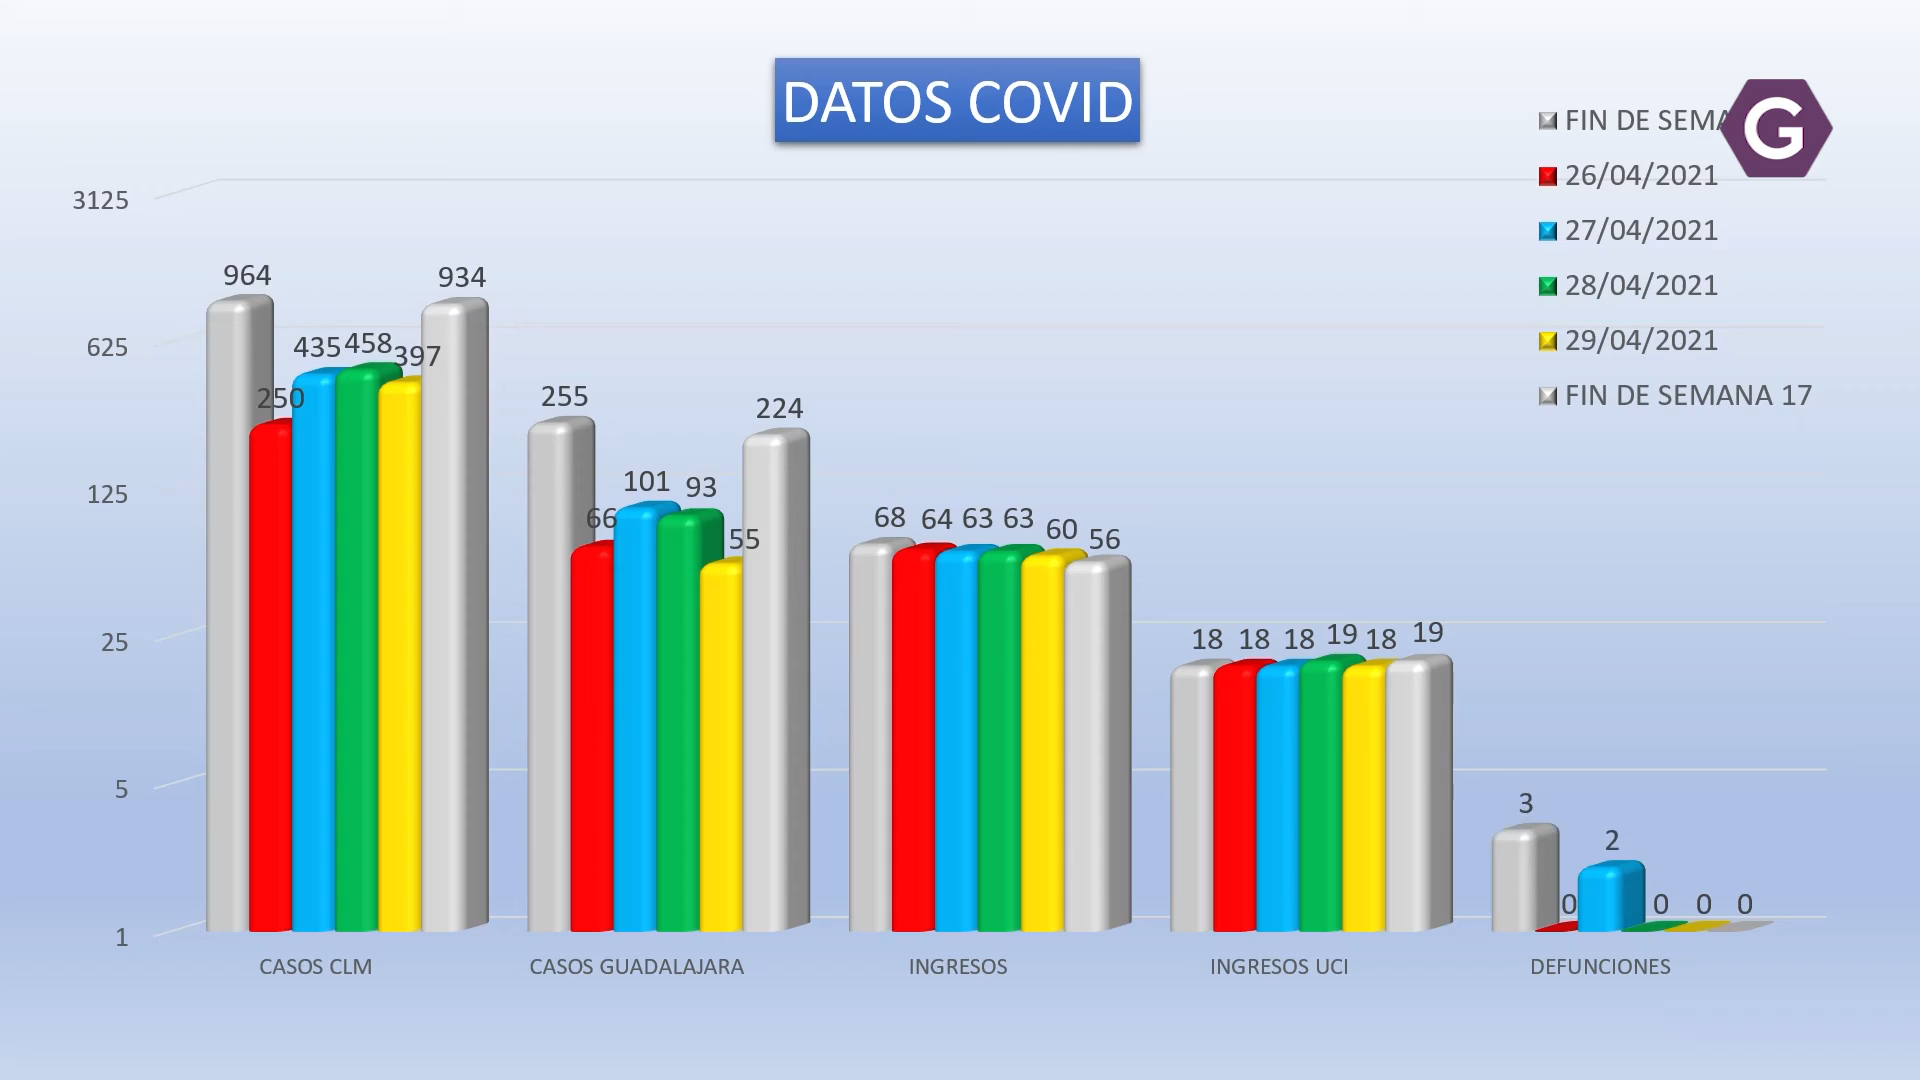 DATOS COVID
FIN DE
26/04/2021
27/04/2021
28/04/2021
29/04/2021
FIN DE SEMANA 17
G
3125
625
125
25
5
1
964 250 435 458 397 934
255 66 101 93 55 224
68 64 63 63 60 56
18 18 18 19 18 19
3 0 2 0 0 0
CASOS CLM
CASOS GUADALAJARA
INGRESOS
INGRESOS UCI
DEFUNCIONES